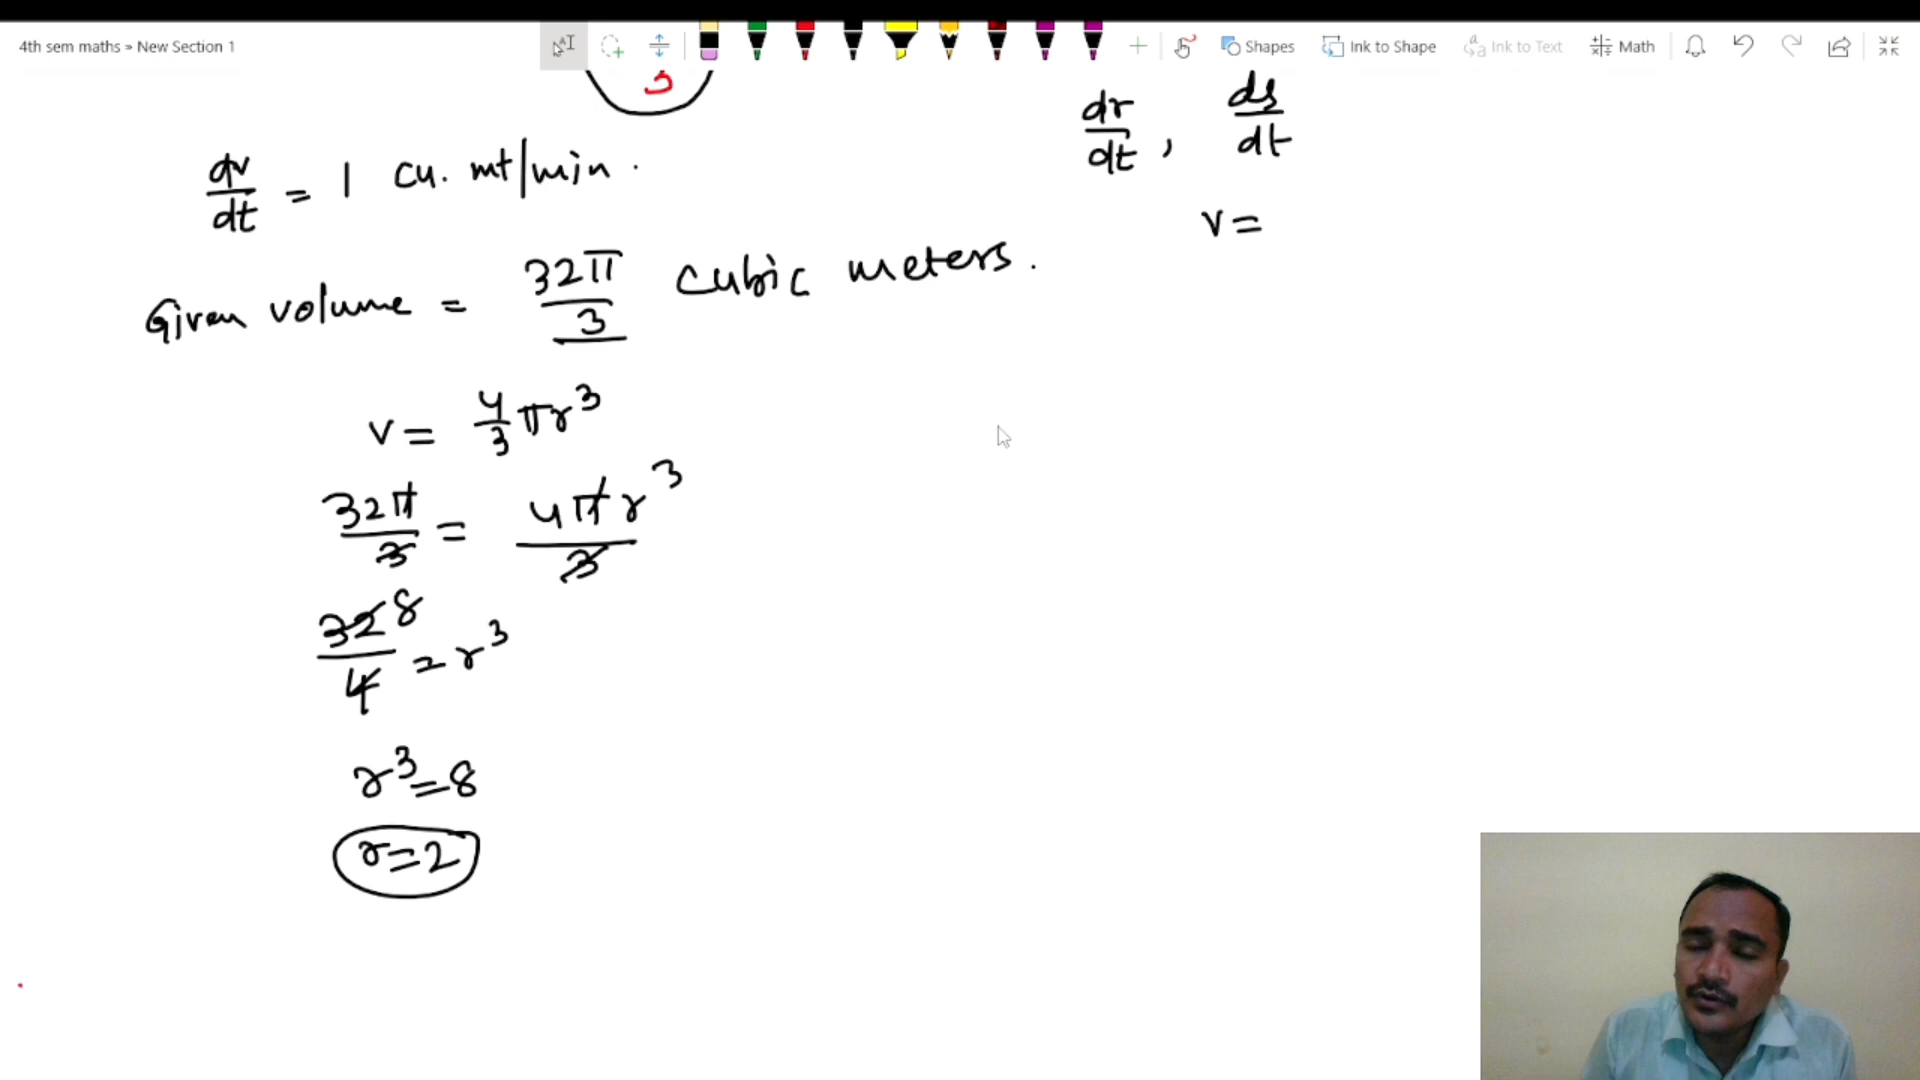 4th sem maths » New Section 1
Shapes Ink to Shape Ink to Text Math
dv/dt = 1 cu. mt/min.
Given volume = 32π/3 cubic meters.
v = 4/3 πr³
32π/3 = 4πr³/3
32/4 8 = r³
r³ = 8
r = 2
dr/dt, ds/dt
v =